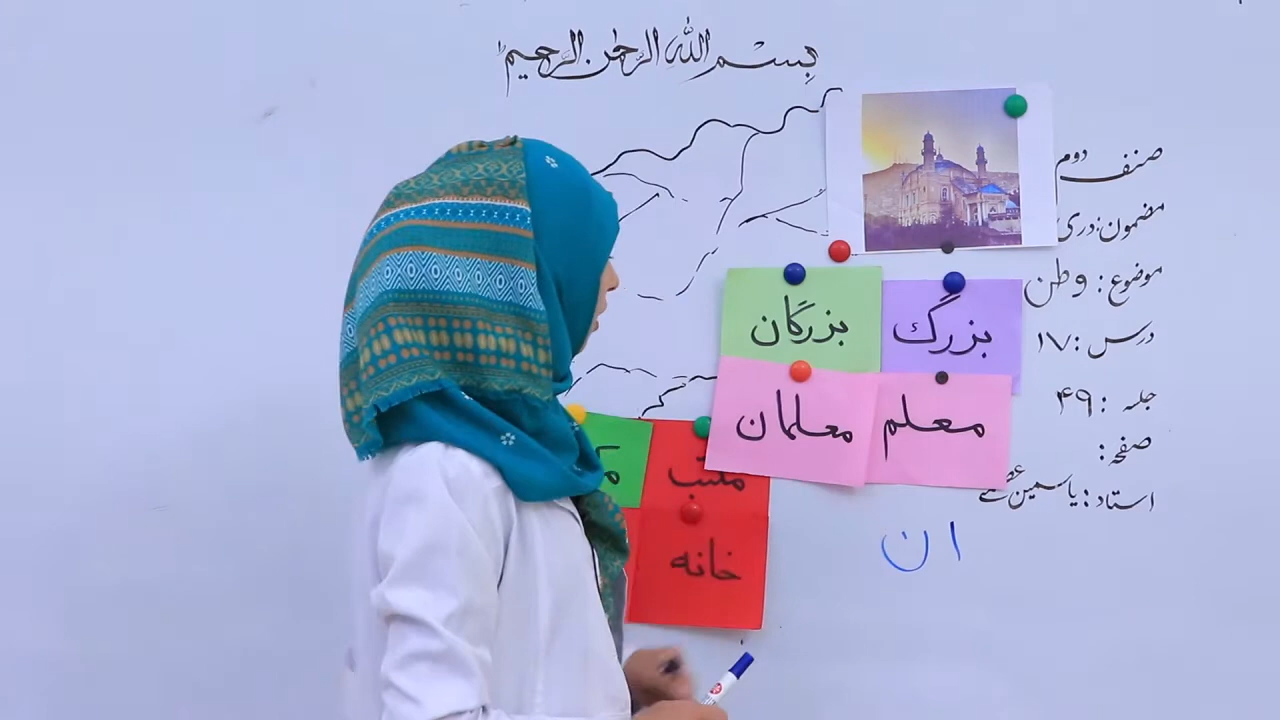 بسم الله الرحمن الرحیم
صنف دوم
مضمون: دری
موضوع: وطن
درس: ۱۷
جلسه: ۴۹
صفحه:
استاد: یاسمین
بزرگ بزرگان
معلم معلمان
مکتب
خانه
ان